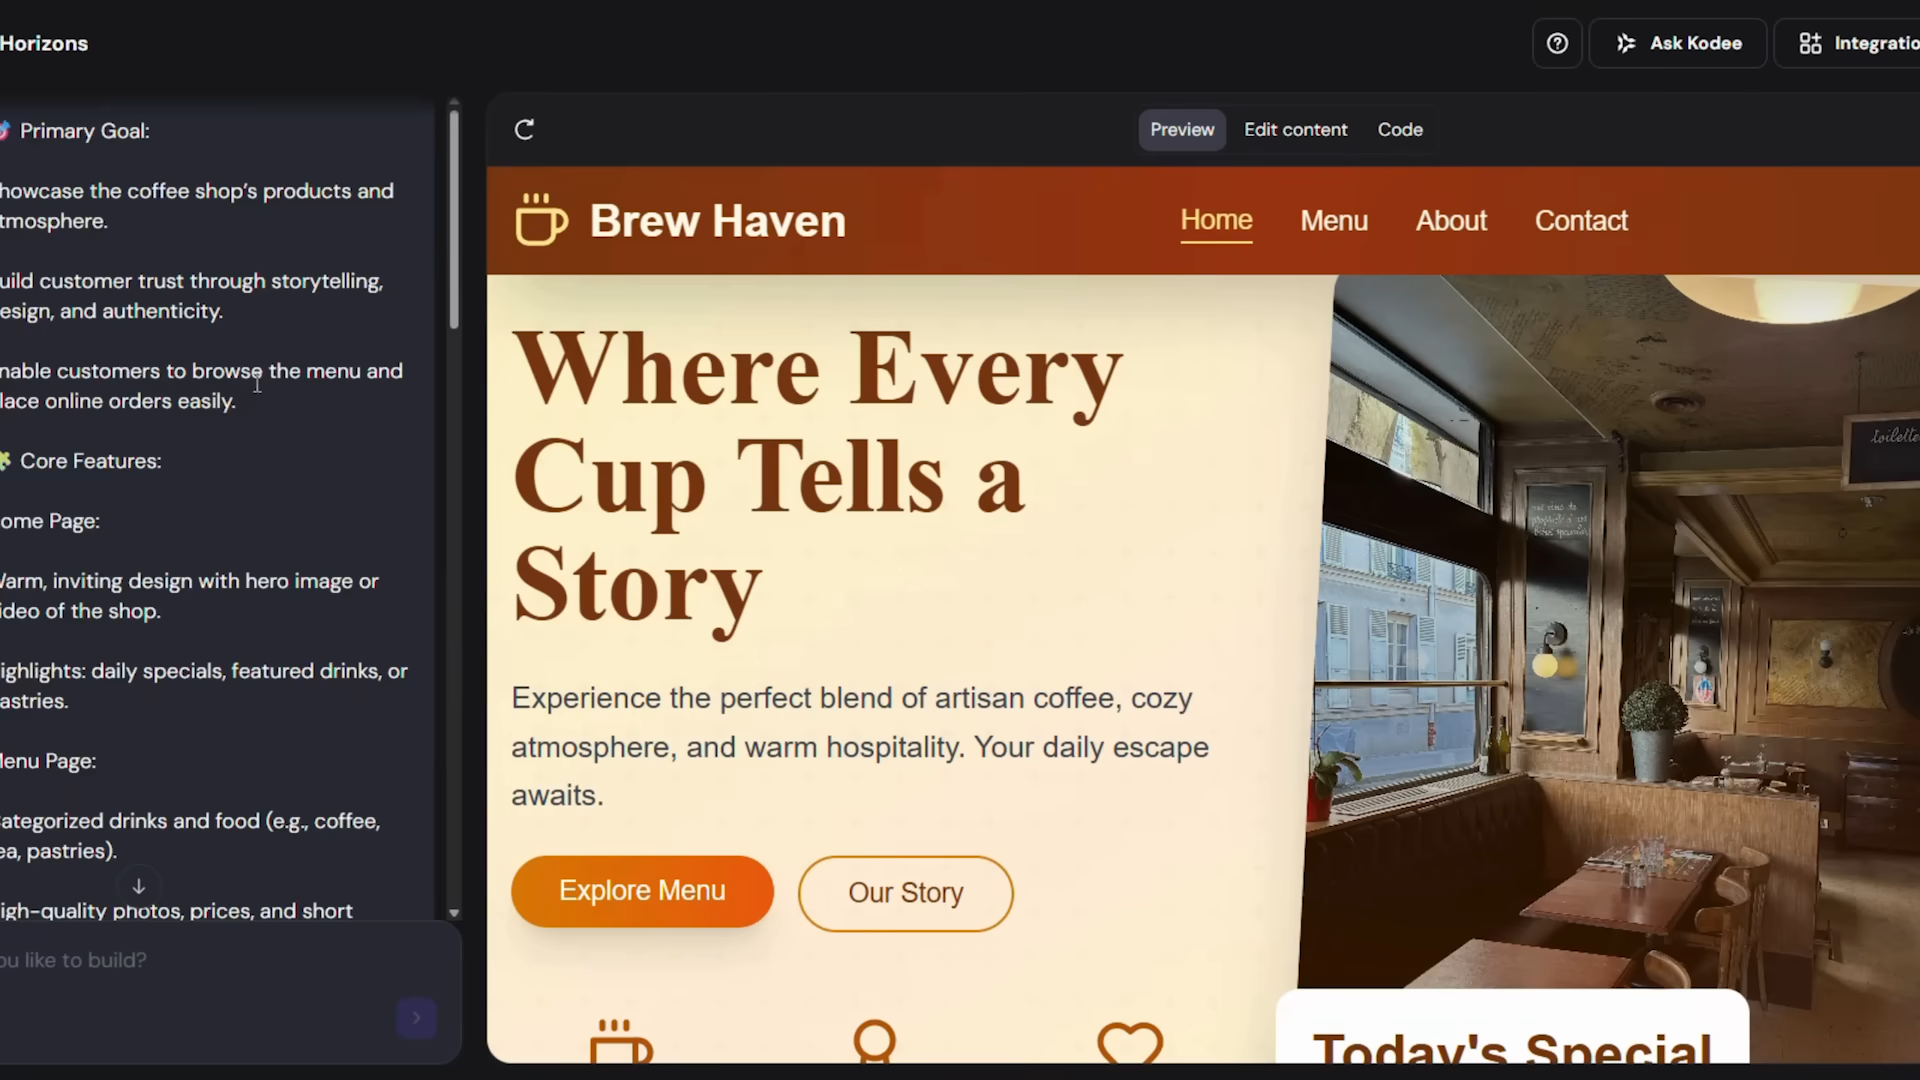 Horizons
Ask Kodee
Integratio
Primary Goal:
howcase the coffee shop's products and
tmosphere.
uild customer trust through storytelling,
esign, and authenticity.
nable customers to browse the menu and
lace online orders easily.
Core Features:
ome Page:
Warm, inviting design with hero image or
ideo of the shop.
ighlights: daily specials, featured drinks, or
astries.
Menu Page:
Categorized drinks and food (e.g., coffee,
ea, pastries).
igh-quality photos, prices, and short
ou like to build?
Preview
Edit content
Code
Brew Haven
Home
Menu
About
Contact
Where Every
Cup Tells a
Story
Experience the perfect blend of artisan coffee, cozy
atmosphere, and warm hospitality. Your daily escape
awaits.
Explore Menu
Our Story
toilette
Today's Special